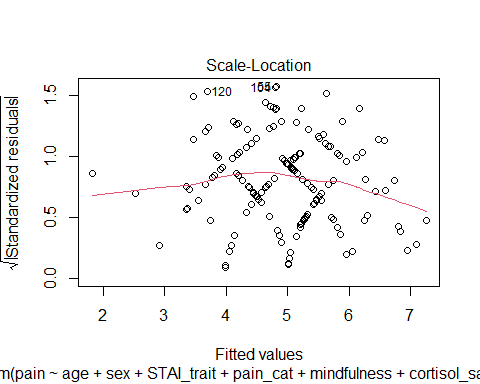 Scale-Location
√|Standardized residuals|
0.0 0.5 1.0 1.5
120
2 3 4 5 6 7
Fitted values
m(pain ~ age + sex + STAI_trait + pain_cat + mindfulness + cortisol_sa